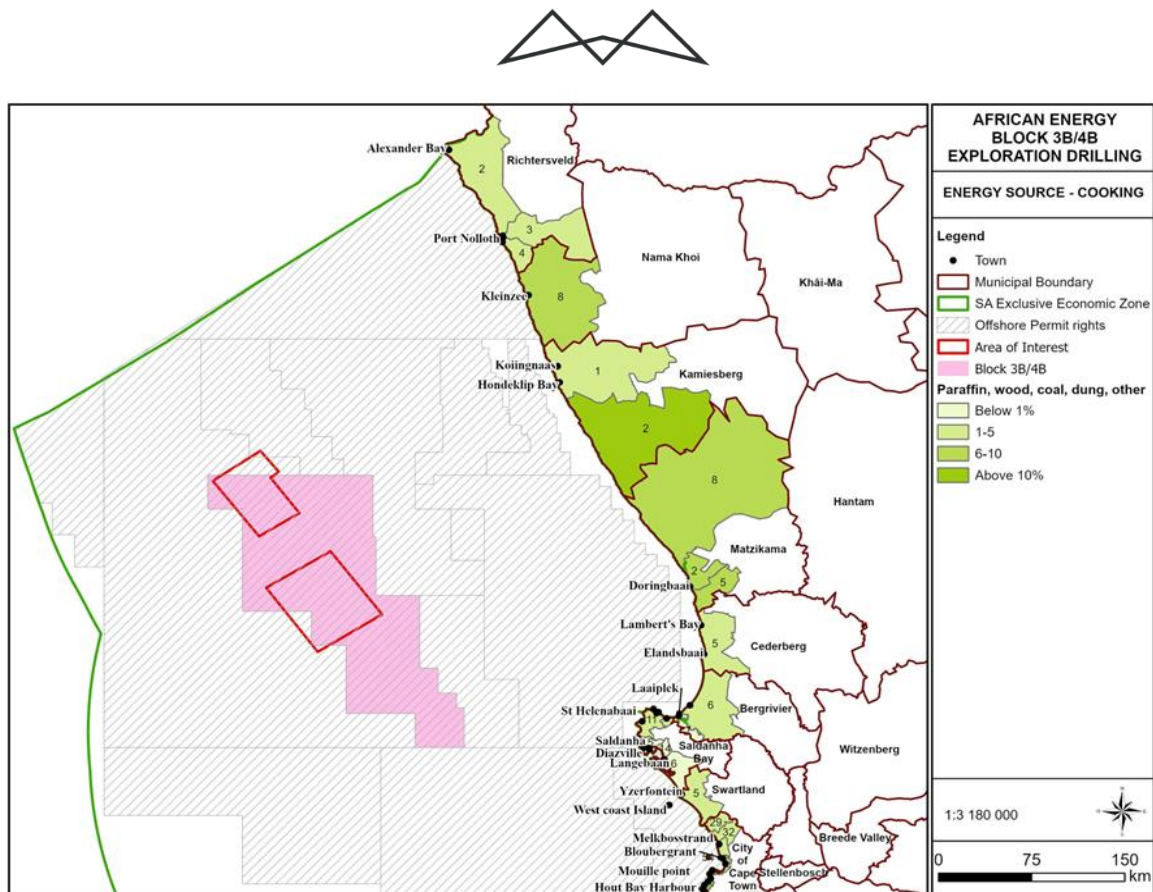 AFRICAN ENERGY
BLOCK 3B/4B
EXPLORATION DRILLING
ENERGY SOURCE - COOKING
Legend
Town
Municipal Boundary
SA Exclusive Economic Zone
Offshore Permit rights
Area of Interest
Block 3B/4B
Paraffin, wood, coal, dung, other
Below 1%
1-5
6-10
Above 10%
1:3 180 000
0 75 150
km
Alexander Bay
Richtersveld
2
3
Port Nolloth
4
Nama Khoi
Khâi-Ma
Kleinzee
8
Koiingnaas
1
Kamiesberg
Hondeklip Bay
2
8
Hantam
Matzikama
2
5
Doringbaai
Lambert's Bay
5
Cederberg
Elandsbaai
Laaiplek
6
Bergrivier
St Helenabaai
11
Witzenberg
Saldanha
Diazville
14
Saldanha
Bay
Langebaan
6
Yzerfontein
5
Swartland
West coast Island
29
32
Melkbosstrand
Breede Valley
Bloubergrant
City
of
Cape
Town
Mouille point
Stellenbosch
Hout Bay Harbour